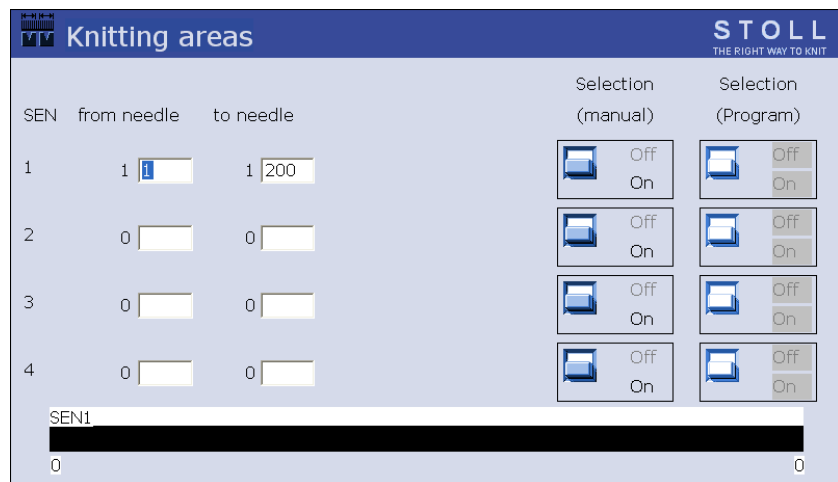 Knitting areas
STOLL
THE RIGHT WAY TO KNIT
Selection Selection
SEN from needle to needle (manual) (Program)
1 1 1 1 200 Off On Off On
2 0 0 Off On Off On
3 0 0 Off On Off On
4 0 0 Off On Off On
SEN1
0 0